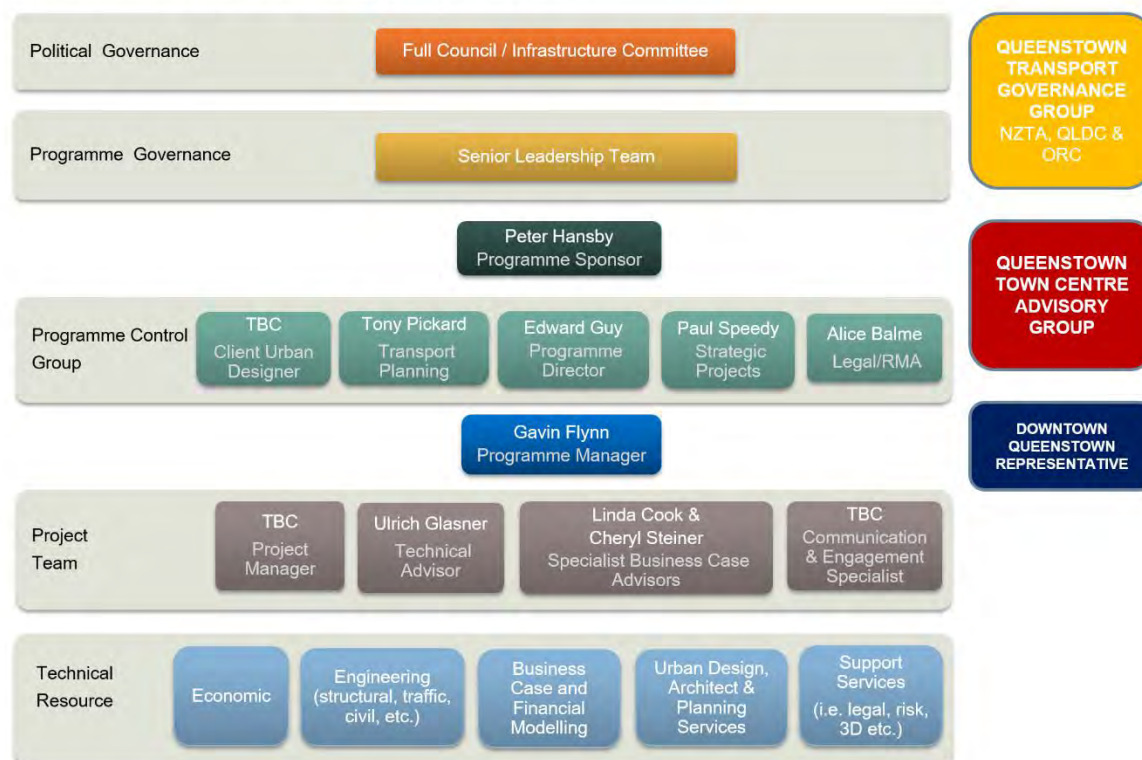 Political Governance
Full Council / Infrastructure Committee
Programme Governance
Senior Leadership Team
Peter Hansby
Programme Sponsor
Programme Control
Group
TBC
Client Urban
Designer
Tony Pickard
Transport
Planning
Edward Guy
Programme
Director
Paul Speedy
Strategic
Projects
Alice Balme
Legal/RMA
Gavin Flynn
Programme Manager
Project
Team
TBC
Project
Manager
Ulrich Glasner
Technical
Advisor
Linda Cook &
Cheryl Steiner
Specialist Business Case
Advisors
TBC
Communication
& Engagement
Specialist
Technical
Resource
Economic
Engineering
(structural, traffic,
civil, etc.)
Business
Case and
Financial
Modelling
Urban Design,
Architect &
Planning
Services
Support
Services
(i.e. legal, risk,
3D etc.)
QUEENSTOWN
TRANSPORT
GOVERNANCE
GROUP
NZTA, QLDC &
ORC
QUEENSTOWN
TOWN CENTRE
ADVISORY
GROUP
DOWNTOWN
QUEENSTOWN
REPRESENTATIVE